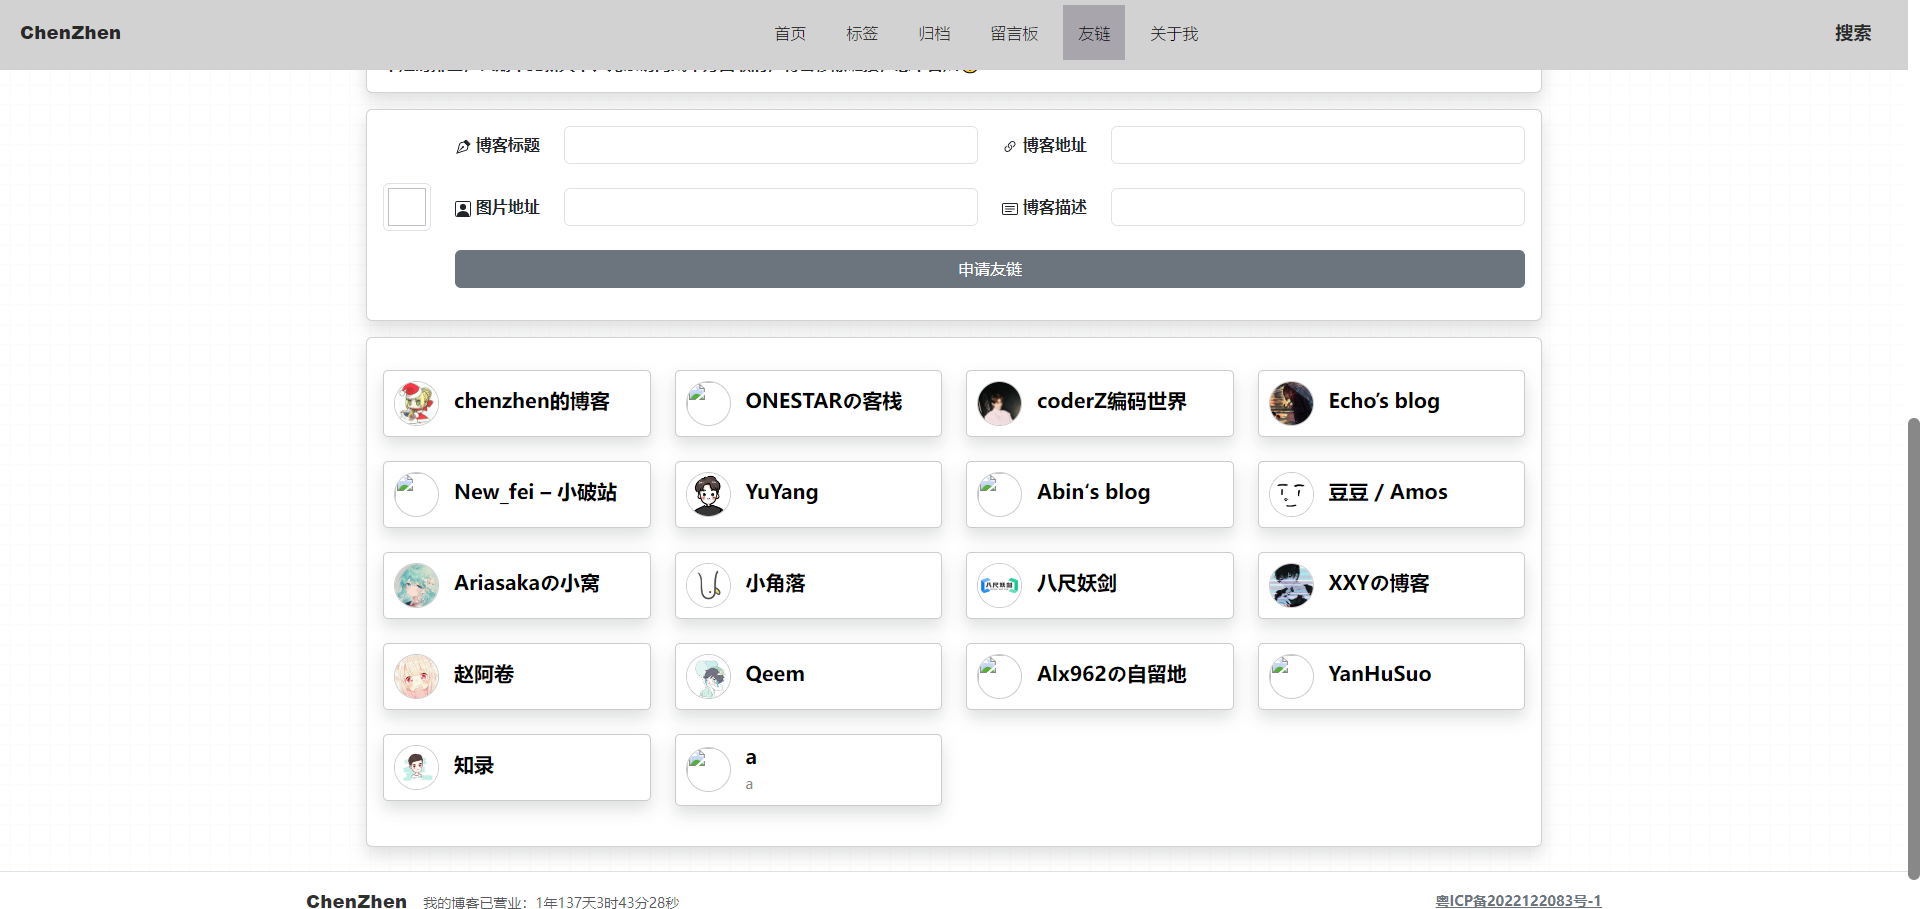 ChenZhen 首页 标签 归档 留言板 友链 关于我 搜索
博客标题 博客地址
图片地址 博客描述
申请友链
chenzhen的博客 ONESTARの客栈 coderZ编码世界 Echo's blog
New_fei – 小破站 YuYang Abin‘s blog 豆豆 / Amos
Ariasakaの小窝 小角落 八尺妖剑 八尺妖剑 XXYの博客
赵阿卷 Qeem Alx962の自留地 YanHuSuo
知录 a
a
ChenZhen 我的博客已营业：1年137天3时43分28秒 粤ICP备2022122083号-1